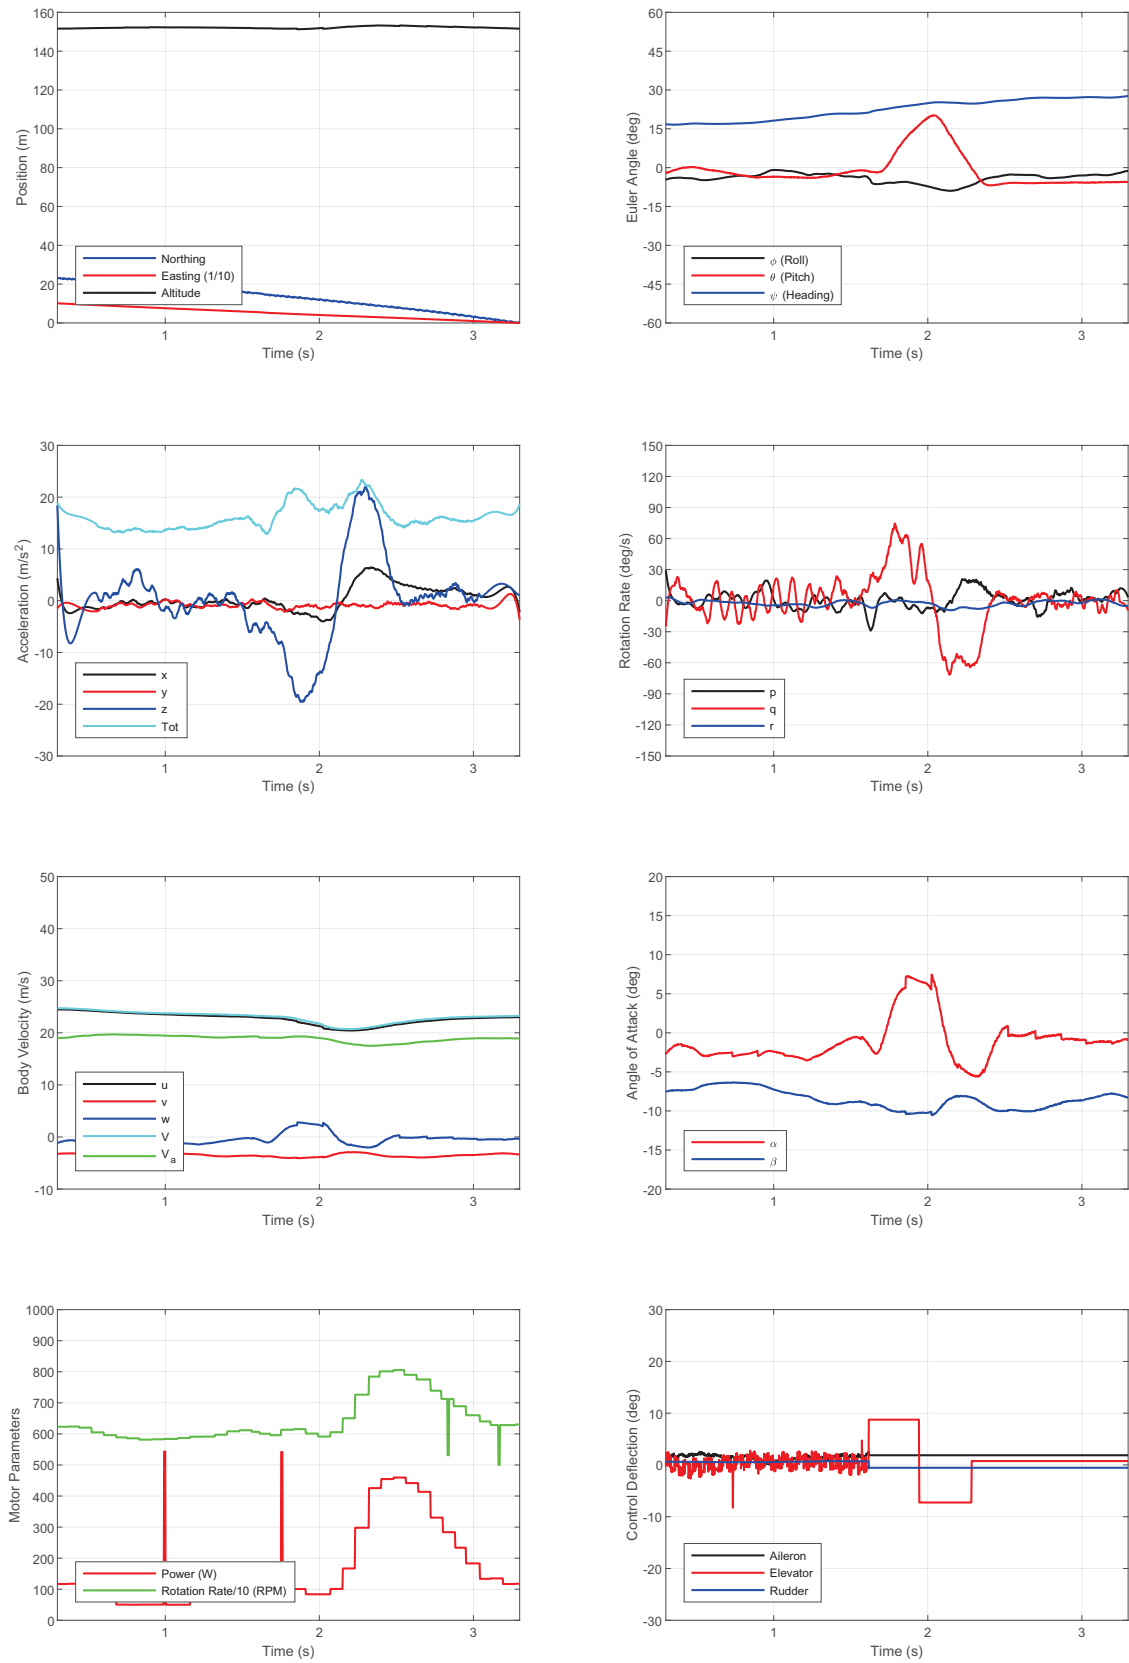 160
140
120
100
80
60
40
20
0
Position (m)
Northing
Easting (1/10)
Altitude
1 2 3
Time (s)
60
45
30
15
0
-15
-30
-45
-60
Euler Angle (deg)
ϕ (Roll)
θ (Pitch)
ψ (Heading)
1 2 3
Time (s)
30
20
10
0
-10
-20
-30
Acceleration (m/s²)
x
y
z
Tot
1 2 3
Time (s)
150
120
90
60
30
0
-30
-60
-90
-120
-150
Rotation Rate (deg/s)
p
q
r
1 2 3
Time (s)
50
40
30
20
10
0
-10
Body Velocity (m/s)
u
v
w
V
V_a
1 2 3
Time (s)
20
15
10
5
0
-5
-10
-15
-20
Angle of Attack (deg)
α
β
1 2 3
Time (s)
1000
900
800
700
600
500
400
300
200
100
0
Motor Parameters
Power (W)
Rotation Rate/10 (RPM)
1 2 3
Time (s)
30
20
10
0
-10
-20
-30
Control Deflection (deg)
Aileron
Elevator
Rudder
1 2 3
Time (s)